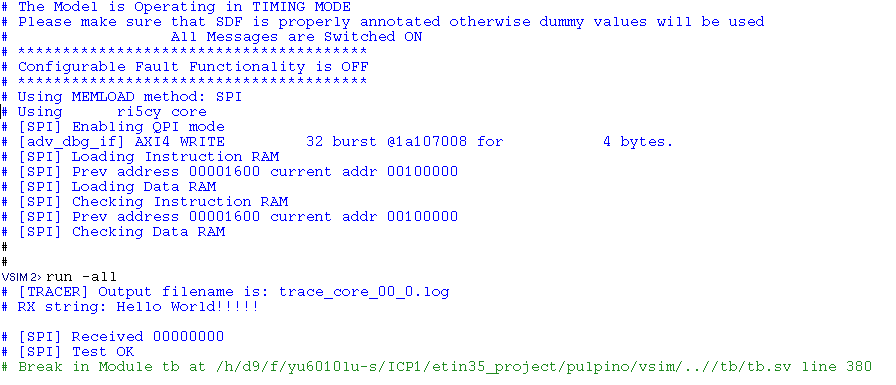 # The Model is Operating in TIMING MODE
# Please make sure that SDF is properly annotated otherwise dummy values will be used
# All Messages are Switched ON
# ***************************************
# Configurable Fault Functionality is OFF
# ***************************************
# Using MEMLOAD method: SPI
# Using ri5cy core
# [SPI] Enabling QPI mode
# [adv_dbg_if] AXI4 WRITE 32 burst @1a107008 for 4 bytes.
# [SPI] Loading Instruction RAM
# [SPI] Prev address 00001600 current addr 00100000
# [SPI] Loading Data RAM
# [SPI] Checking Instruction RAM
# [SPI] Prev address 00001600 current addr 00100000
# [SPI] Checking Data RAM
#
#
VSIM 2> run -all
# [TRACER] Output filename is: trace_core_00_0.log
# RX string: Hello World!!!!!
# [SPI] Received 00000000
# [SPI] Test OK
# Break in Module tb at /h/d9/f/yu6010lu-s/ICP1/etin35_project/pulpino/vsim/..//tb/tb.sv line 380